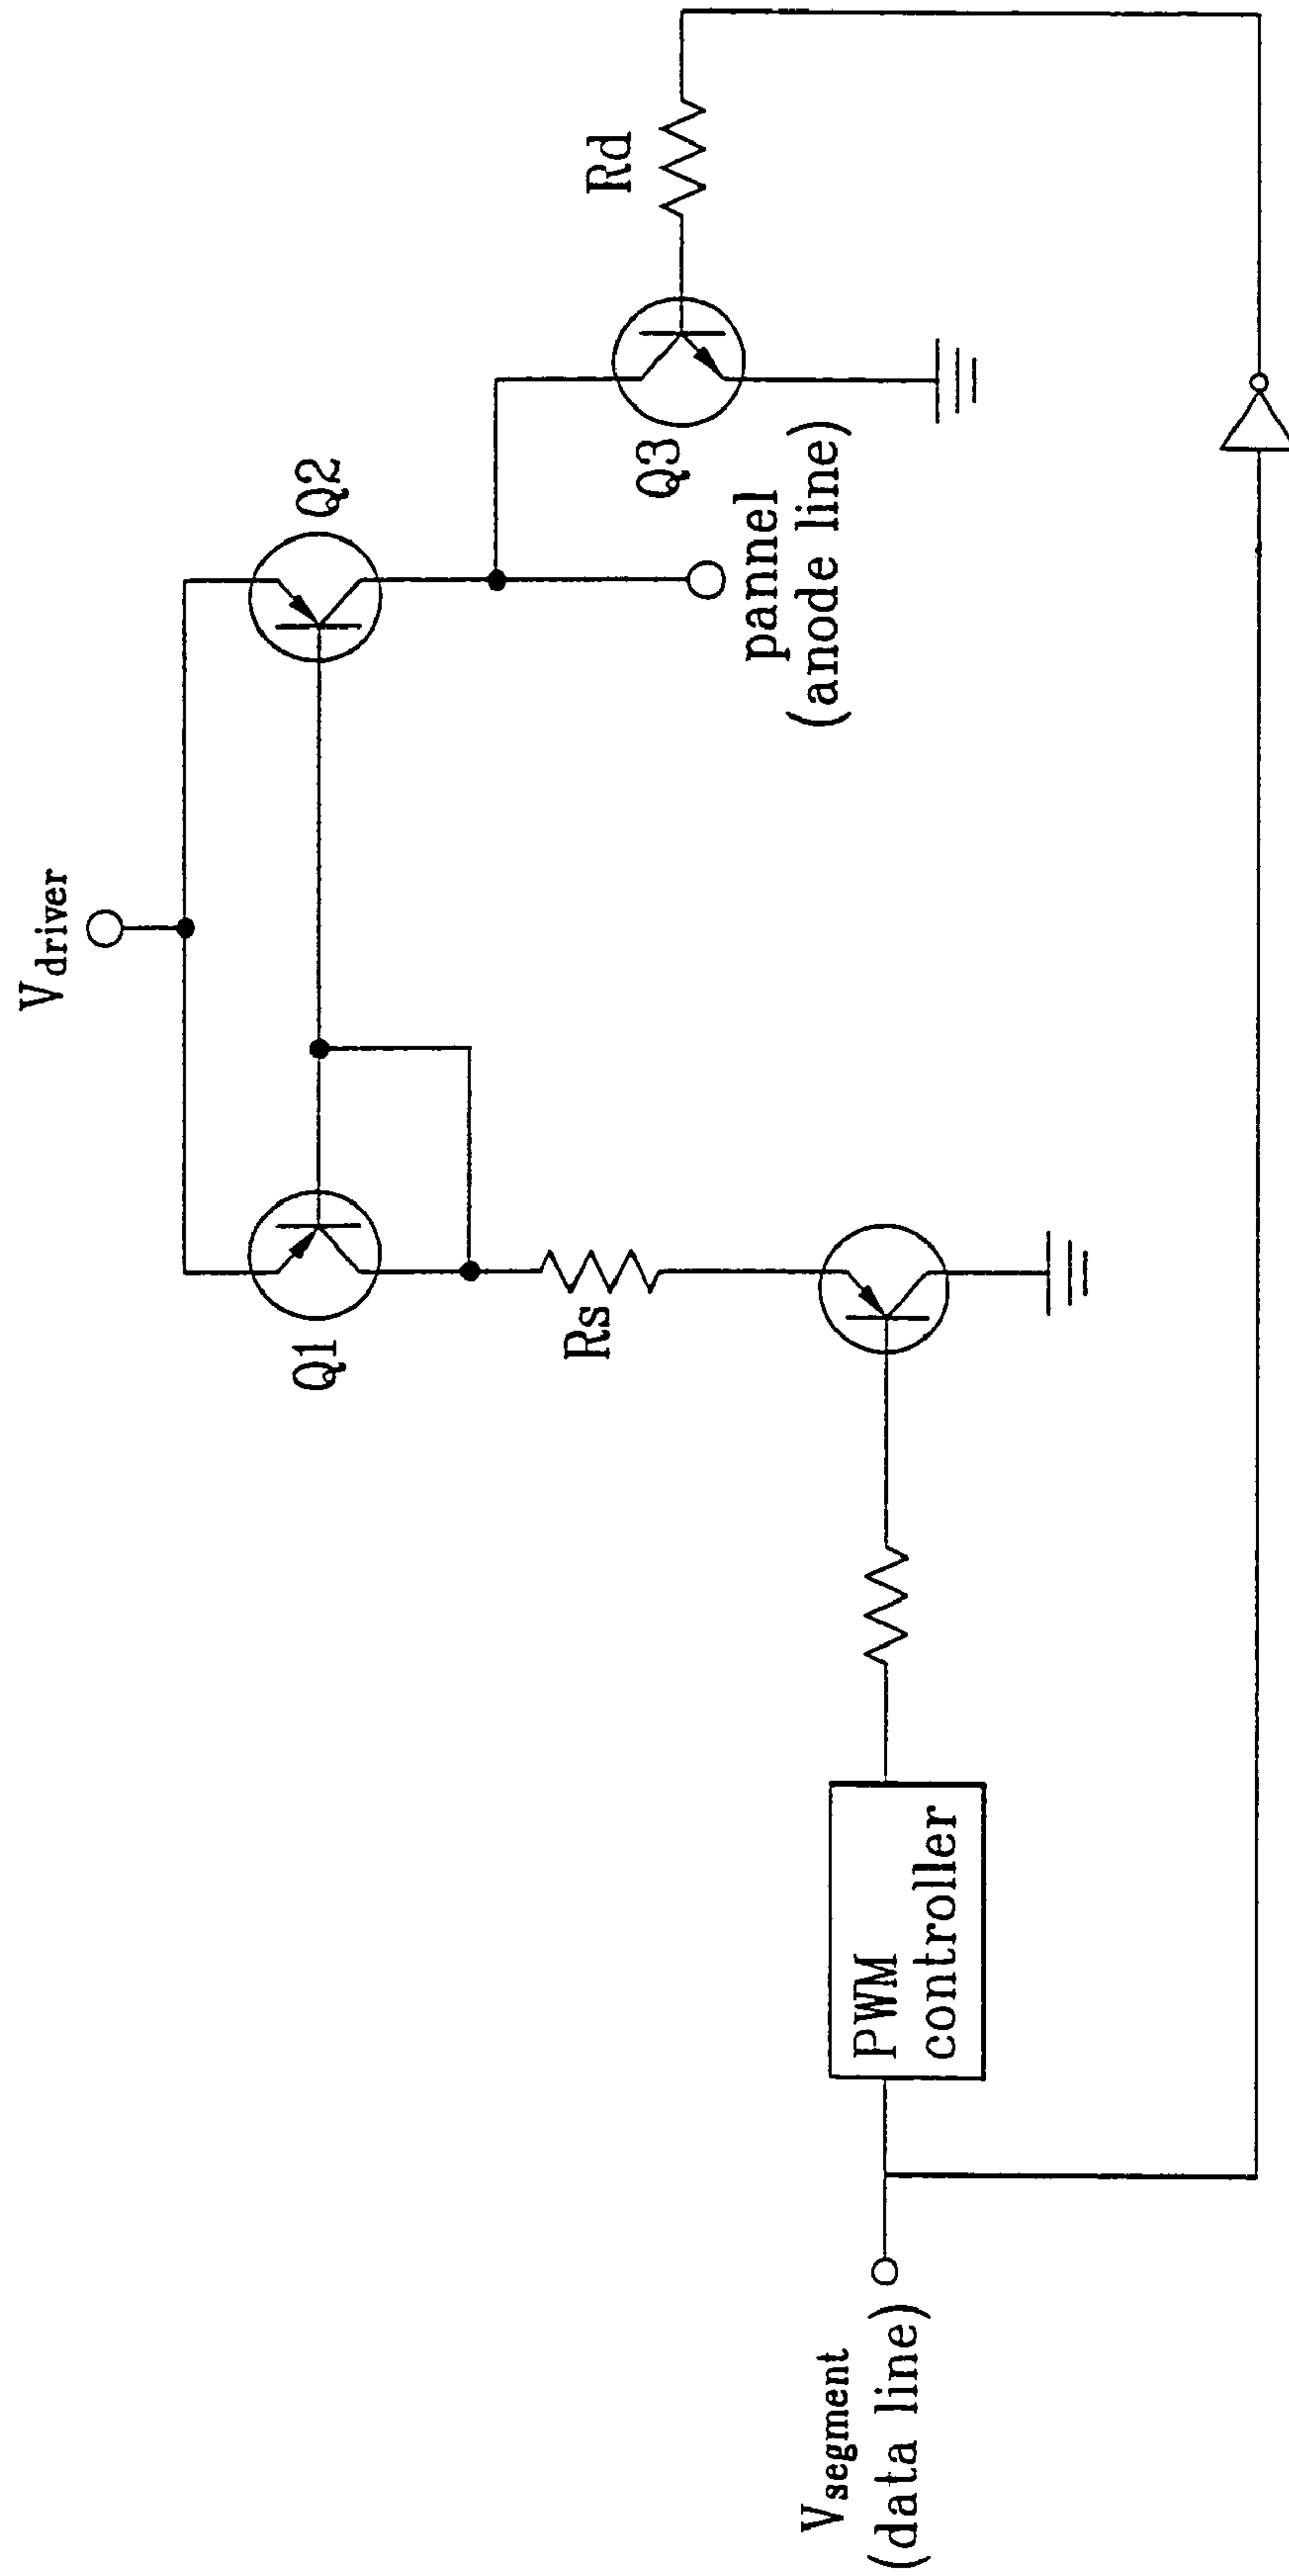 Vdriver
Q1
Q2
Rs
Q3
Rd
pannel
(anode line)
PWM
controller
Vsegment
(data line)